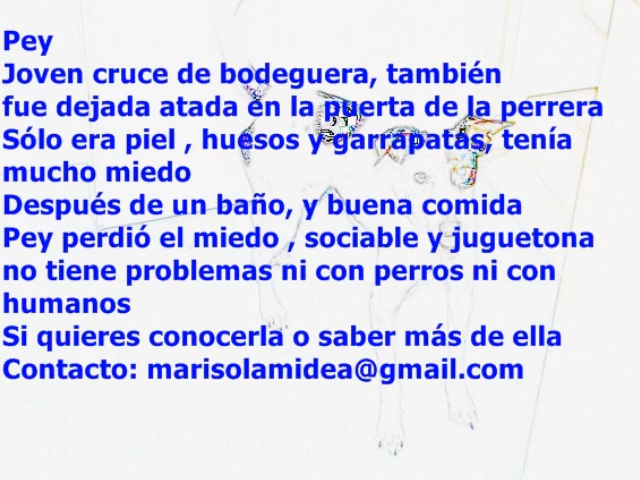 Pey
Joven cruce de bodeguera, también
fue dejada atada en la puerta de la perrera
Sólo era piel , huesos y garrapatas, tenía
mucho miedo
Después de un baño, y buena comida
Pey perdió el miedo , sociable y juguetona
no tiene problemas ni con perros ni con
humanos
Si quieres conocerla o saber más de ella
Contacto: marisolamidea@gmail.com